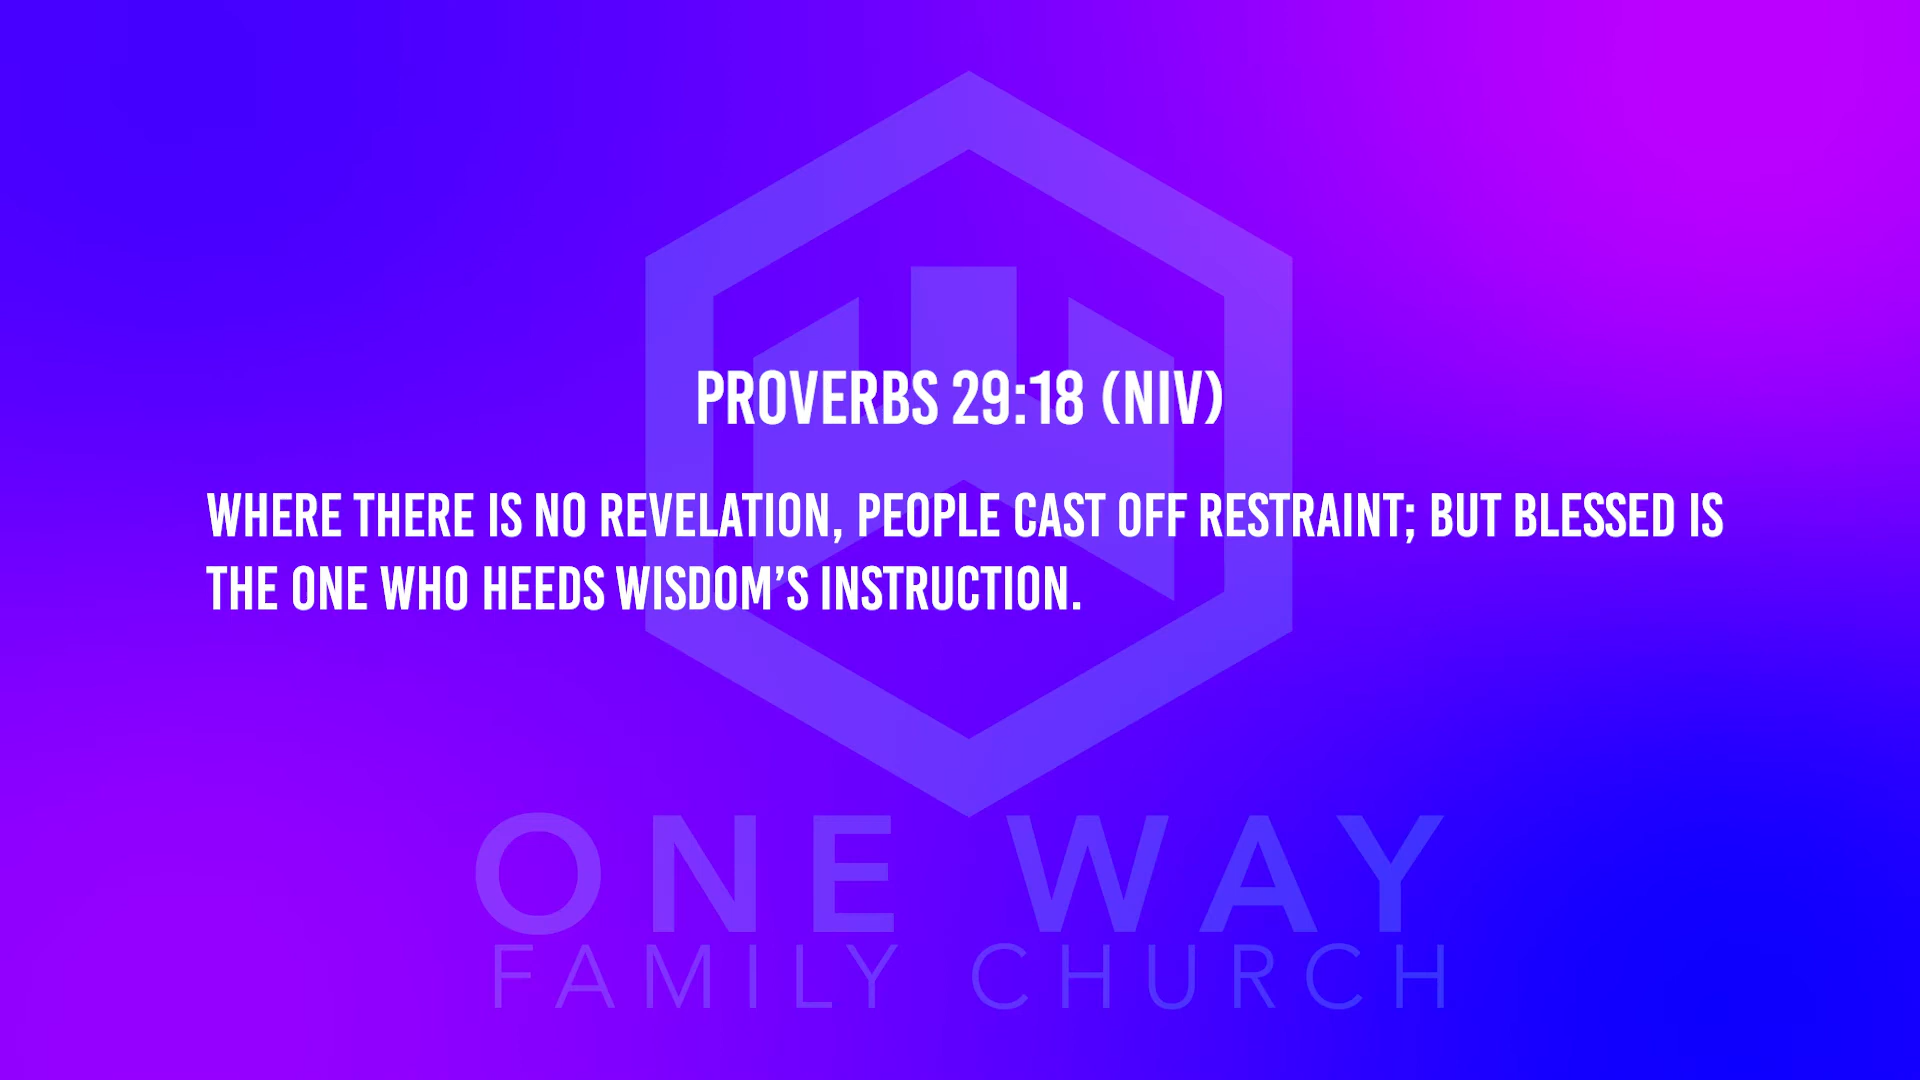 PROVERBS 29:18 (NIV)
WHERE THERE IS NO REVELATION, PEOPLE CAST OFF RESTRAINT; BUT BLESSED IS
THE ONE WHO HEEDS WISDOM’S INSTRUCTION.
ONE WAY
FAMILY CHURCH